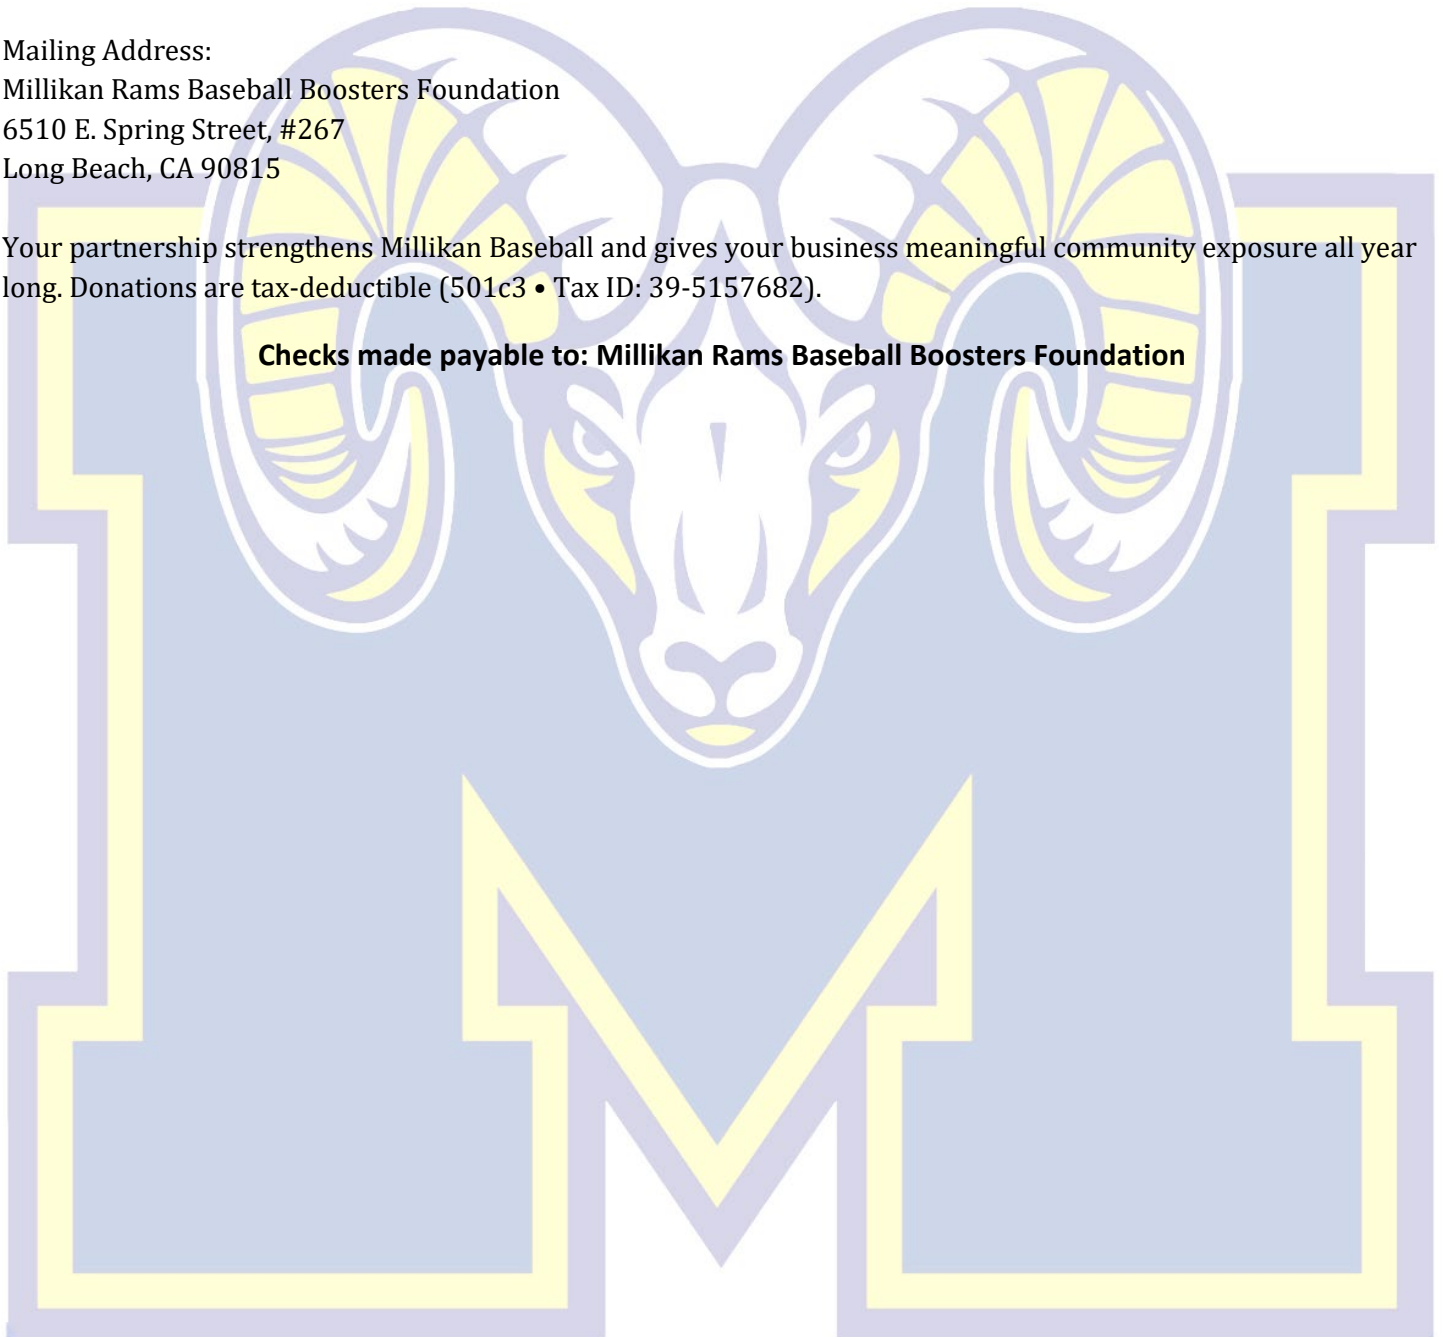 Mailing Address:
Millikan Rams Baseball Boosters Foundation
6510 E. Spring Street, #267
Long Beach, CA 90815
Your partnership strengthens Millikan Baseball and gives your business meaningful community exposure all year
long. Donations are tax-deductible (501c3 • Tax ID: 39-5157682).
Checks made payable to: Millikan Rams Baseball Boosters Foundation